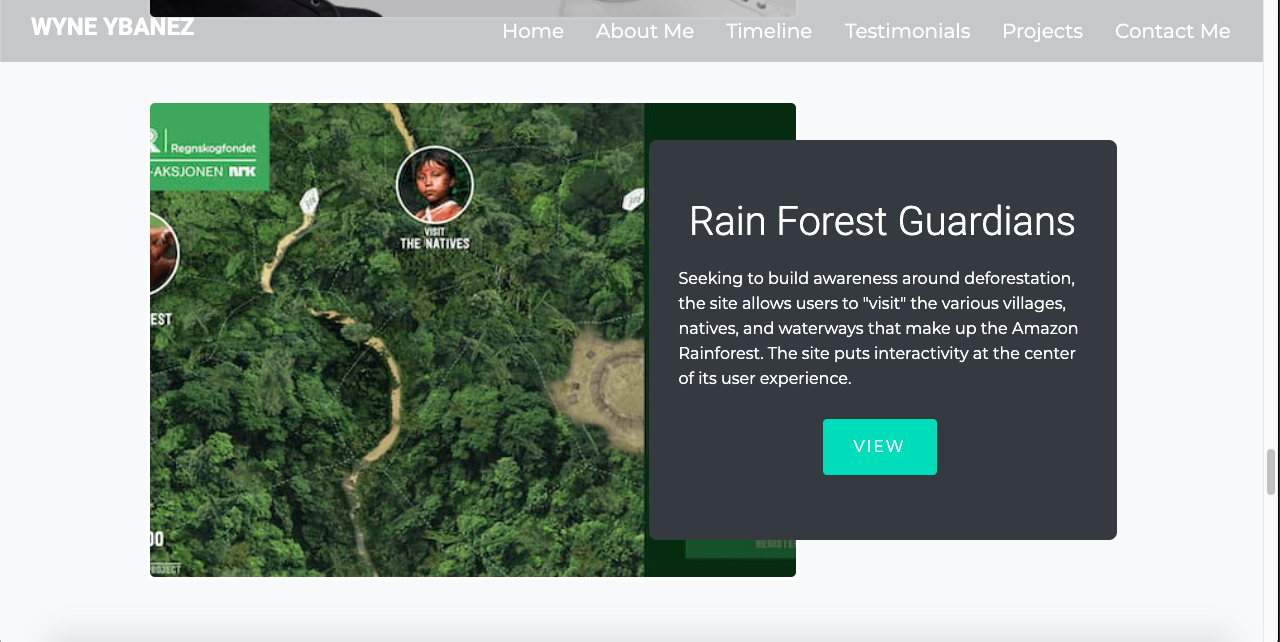 WYNE YBANEZ
Home About Me Timeline Testimonials Projects Contact Me
R Regnskogfondet
-AKSJONEN NRK
VISIT
THE NATIVES
EST
Rain Forest Guardians
Seeking to build awareness around deforestation,
the site allows users to "visit" the various villages,
natives, and waterways that make up the Amazon
Rainforest. The site puts interactivity at the center
of its user experience.
VIEW
00
PROJECT
REGISTE